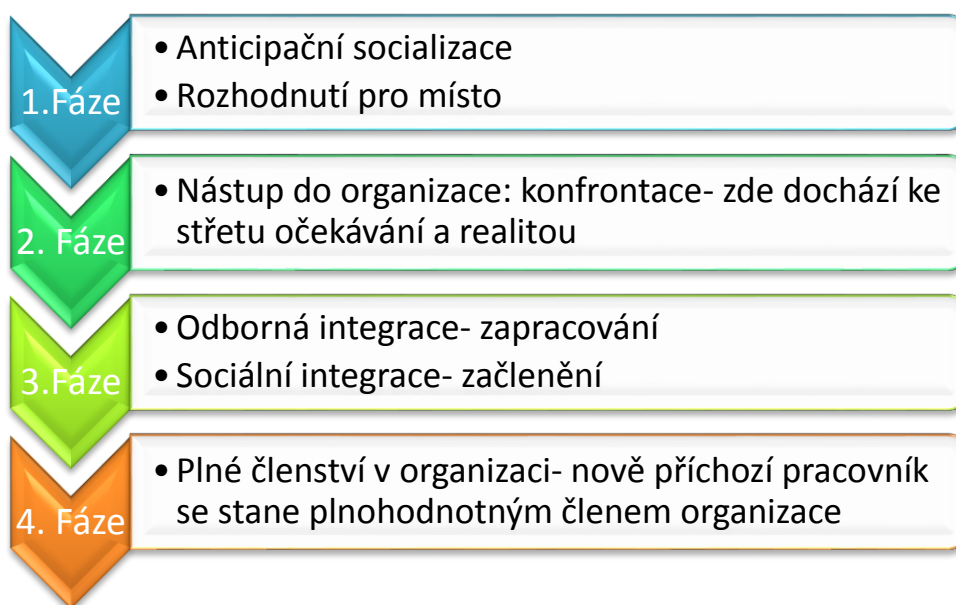 1.Fáze
• Anticipační socializace
• Rozhodnutí pro místo
2. Fáze
• Nástup do organizace: konfrontace- zde dochází ke
střetu očekávání a realitou
3.Fáze
• Odborná integrace- zapracování
• Sociální integrace- začlenění
4. Fáze
• Plné členství v organizaci- nově příchozí pracovník
se stane plnohodnotným členem organizace